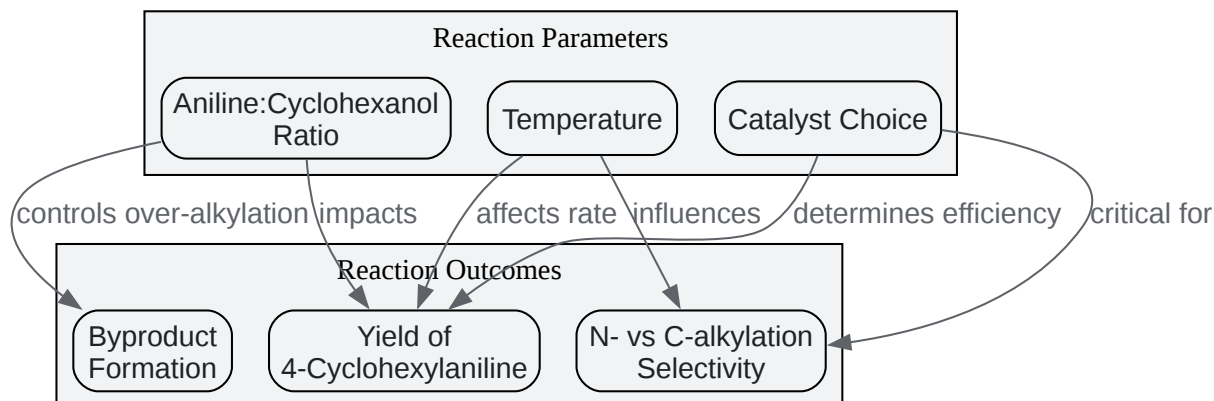 Reaction Parameters
Aniline:Cyclohexanol
Ratio
Temperature
Catalyst Choice
controls over-alkylation
impacts
affects rate
influences
determines efficiency
critical for
Reaction Outcomes
Byproduct
Formation
Yield of
4-Cyclohexylaniline
N- vs C-alkylation
Selectivity